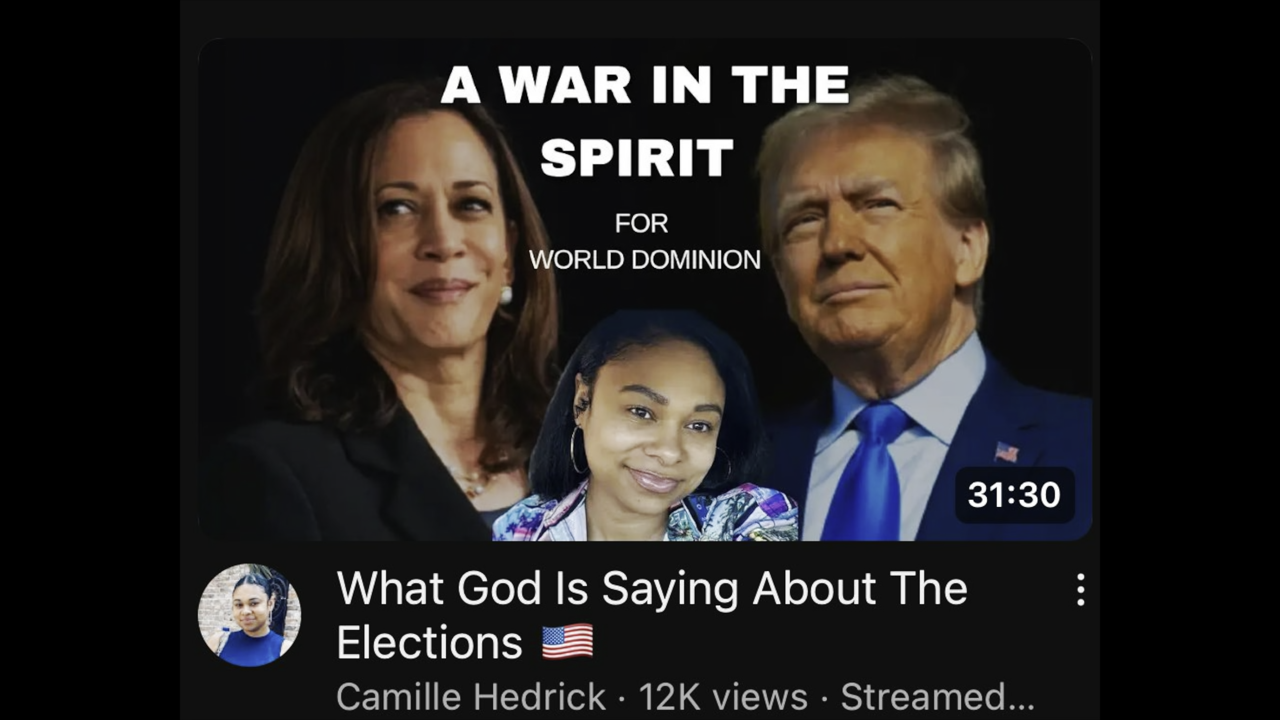 A WAR IN THE
SPIRIT
FOR
WORLD DOMINION
31:30
What God Is Saying About The
Elections 🇺🇸
Camille Hedrick · 12K views · Streamed...